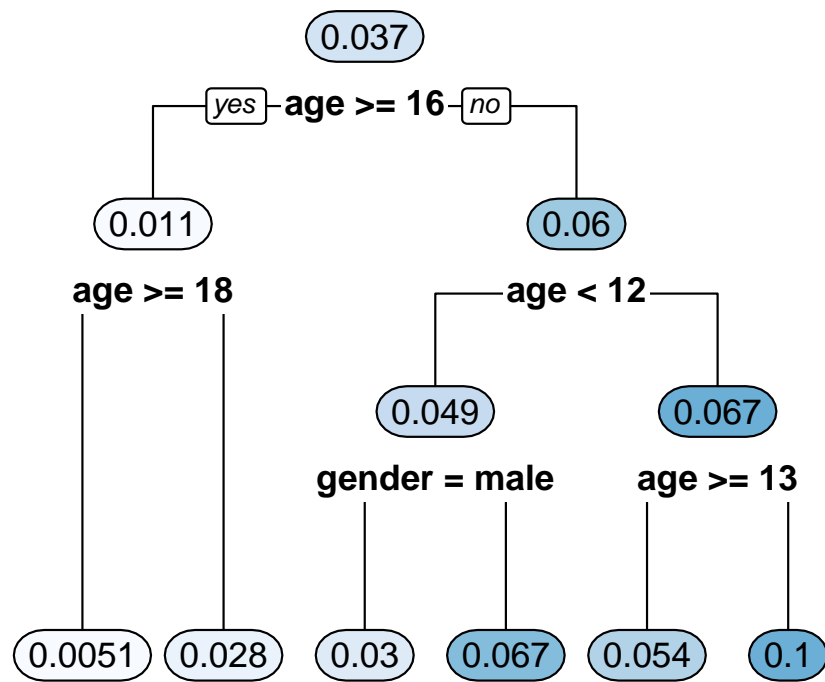 0.037
yes age >= 16 no
0.011 0.06
age >= 18 age < 12
0.049 0.067
gender = male age >= 13
0.0051 0.028 0.03 0.067 0.054 0.1